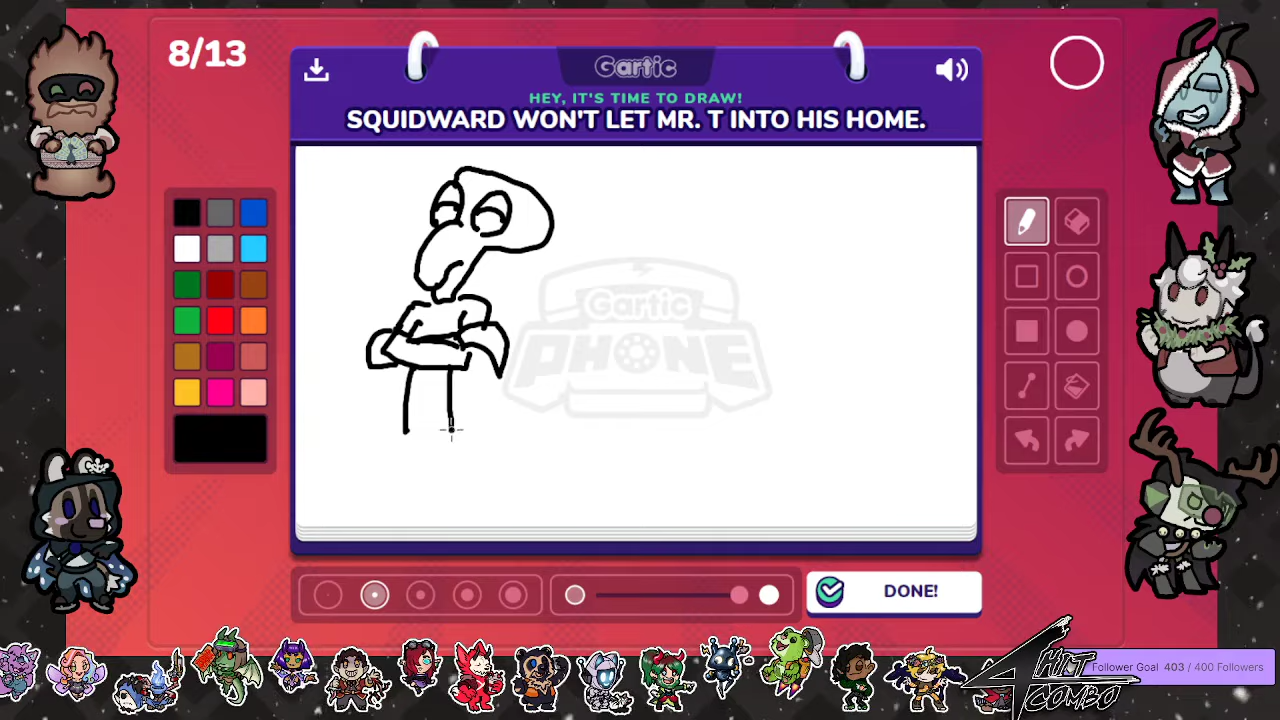 8/13
Gartic
HEY, IT'S TIME TO DRAW!
SQUIDWARD WON'T LET MR. T INTO HIS HOME.
Gartic
PHONE
DONE!
4 HIT
COMBO
Follower Goal 403 / 400 Followers